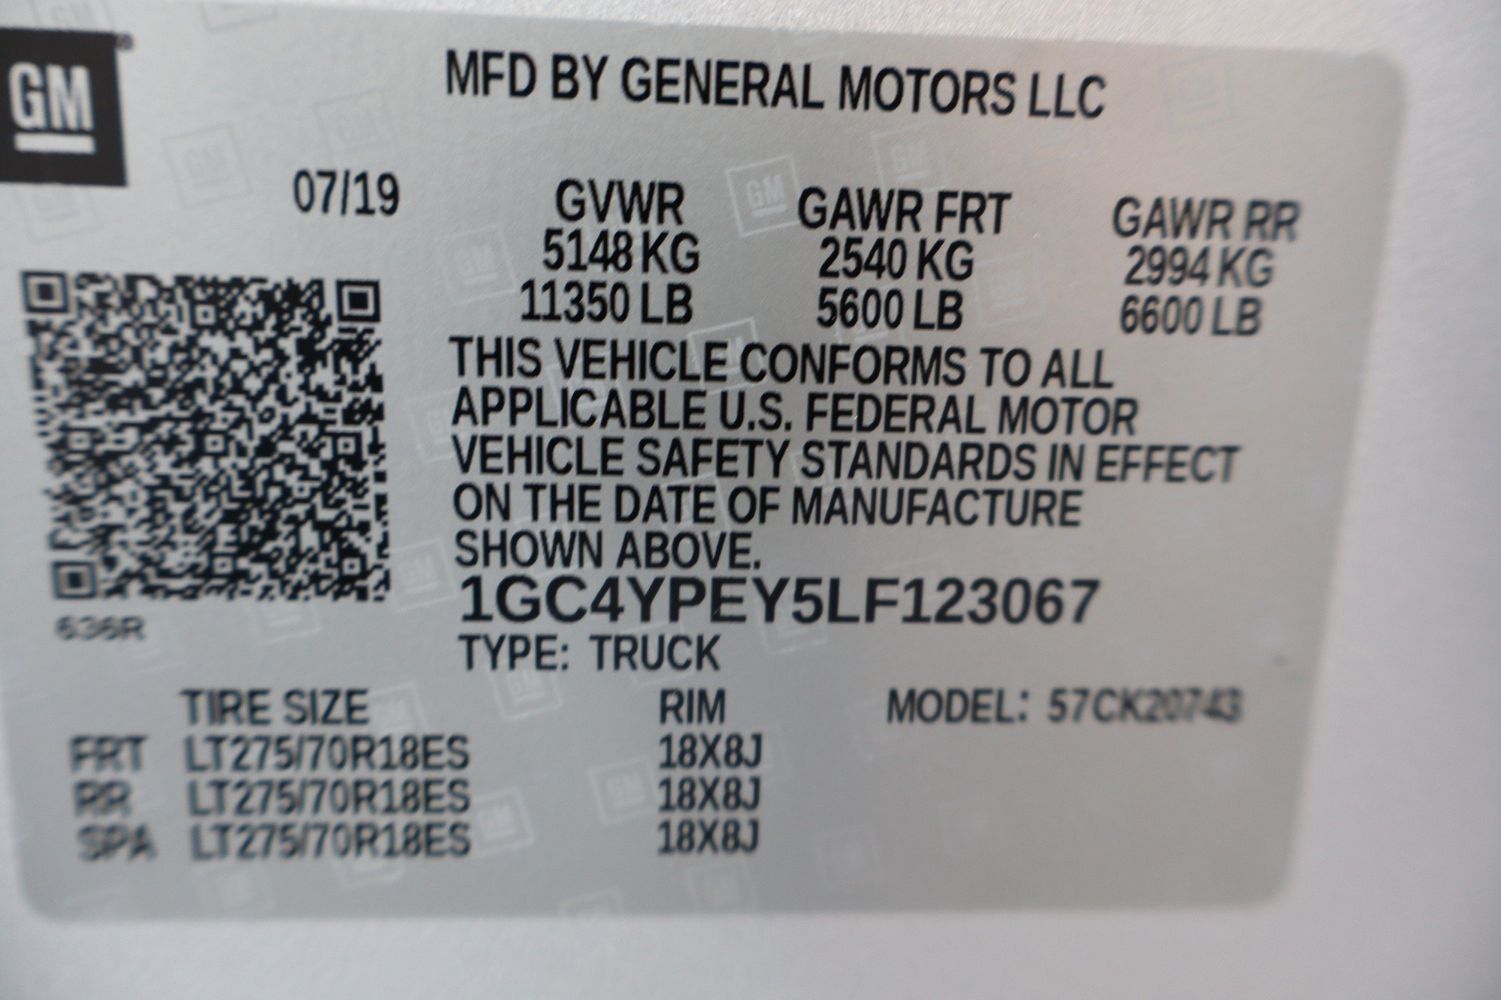 GM
MFD BY GENERAL MOTORS LLC
07/19 GVWR GAWR FRT GAWR RR
5148 KG 2540 KG 2994 KG
11350 LB 5600 LB 6600 LB
THIS VEHICLE CONFORMS TO ALL
APPLICABLE U.S. FEDERAL MOTOR
VEHICLE SAFETY STANDARDS IN EFFECT
ON THE DATE OF MANUFACTURE
SHOWN ABOVE.
1GC4YPEY5LF123067
636R
TYPE: TRUCK
TIRE SIZE RIM MODEL: 57CK20743
FRT LT275/70R18ES 18X8J
RR LT275/70R18ES 18X8J
SPA LT275/70R18ES 18X8J